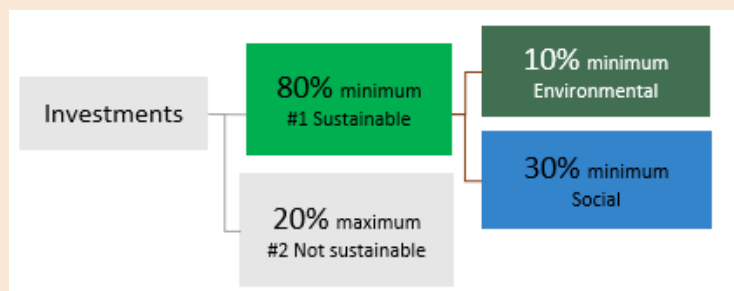 Investments
80% minimum
#1 Sustainable
20% maximum
#2 Not sustainable
10% minimum
Environmental
30% minimum
Social